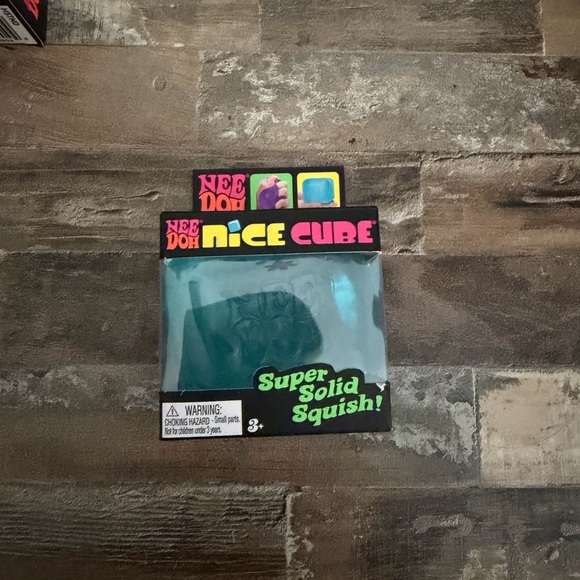 NEE
DOH
NEE DOH® NiCE CUBE®
Super
Solid
Squish!
WARNING:
CHOKING HAZARD - Small parts.
Not for children under 3 years.
3+